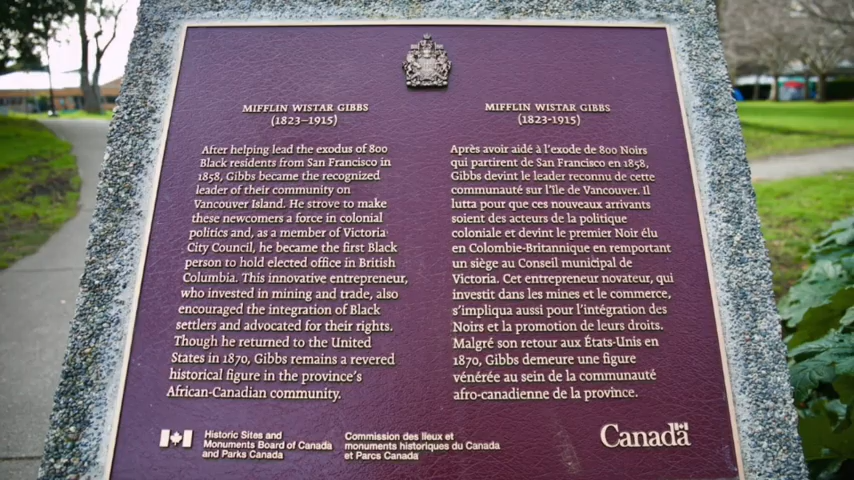 MIFFLIN WISTAR GIBBS
(1823–1915)
After helping lead the exodus of 800
Black residents from San Francisco in
1858, Gibbs became the recognized
leader of their community on
Vancouver Island. He strove to make
these newcomers a force in colonial
politics and, as a member of Victoria
City Council, he became the first Black
person to hold elected office in British
Columbia. This innovative entrepreneur,
who invested in mining and trade, also
encouraged the integration of Black
settlers and advocated for their rights.
Though he returned to the United
States in 1870, Gibbs remains a revered
historical figure in the province's
African-Canadian community.
MIFFLIN WISTAR GIBBS
(1823-1915)
Après avoir aidé à l'exode de 800 Noirs
qui partirent de San Francisco en 1858,
Gibbs devint le leader reconnu de cette
communauté sur l'île de Vancouver. Il
lutta pour que ces nouveaux arrivants
soient des acteurs de la politique
coloniale et devint le premier Noir élu
en Colombie-Britannique en remportant
un siège au Conseil municipal de
Victoria. Cet entrepreneur novateur, qui
investit dans les mines et le commerce,
s'impliqua aussi pour l'intégration des
Noirs et la promotion de leurs droits.
Malgré son retour aux États-Unis en
1870, Gibbs demeure une figure
vénérée au sein de la communauté
afro-canadienne de la province.
Historic Sites and
Monuments Board of Canada
and Parks Canada
Commission des lieux et
monuments historiques du Canada
et Parcs Canada
Canada